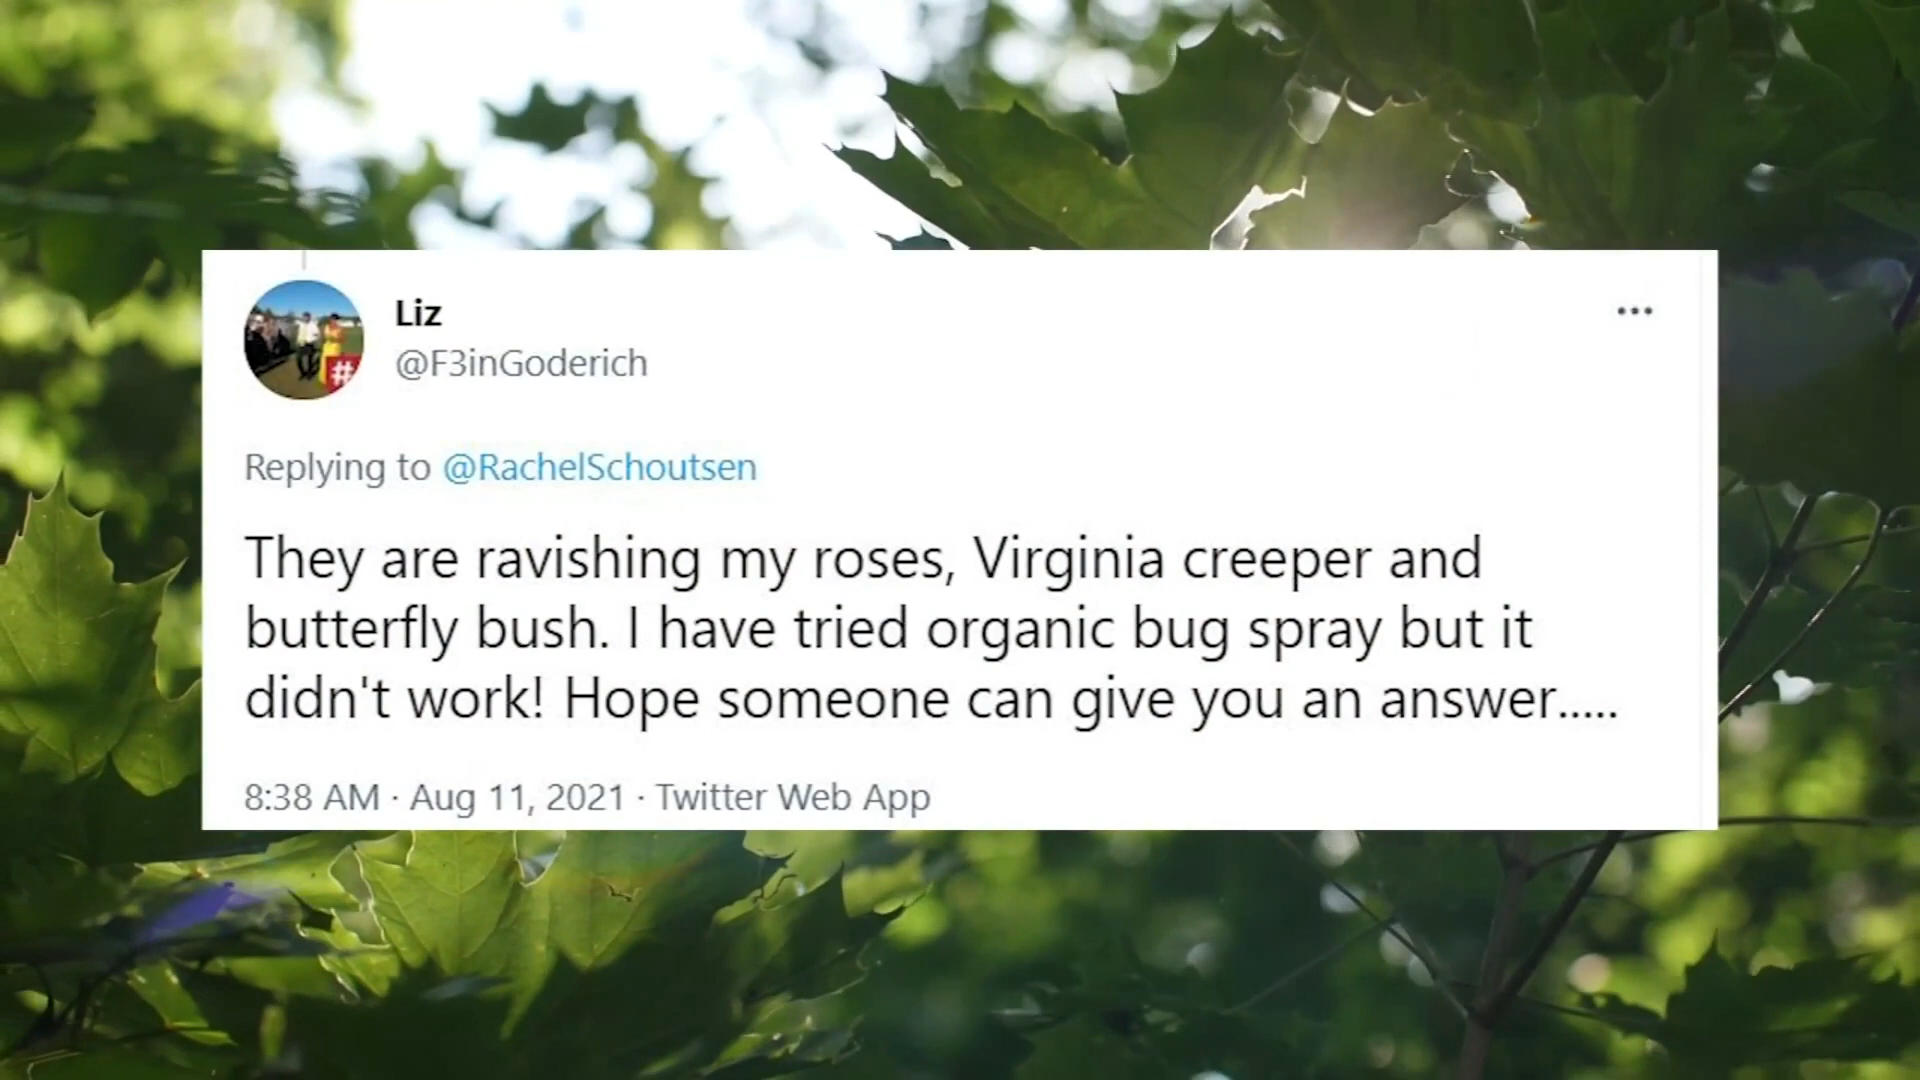 Liz
...
@F3inGoderich
#
Replying to @RachelSchoutsen
They are ravishing my roses, Virginia creeper and
butterfly bush. I have tried organic bug spray but it
didn't work! Hope someone can give you an answer.....
8:38 AM · Aug 11, 2021 · Twitter Web App